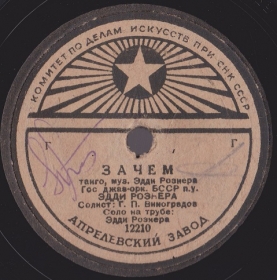 КОМИТЕТ ПО ДЕЛАМ ИСКУССТВ ПРИ СНК СССР
Г Г
ЗАЧЕМ
танго, муз. Эдди Рознера
Гос джаз-орк. БССР п.у.
ЭДДИ РОЗНЕРА
Солист: Г. П. Виноградов
Соло на трубе:
Эдди Рознера
12210
АПРЕЛЕВСКИЙ ЗАВОД